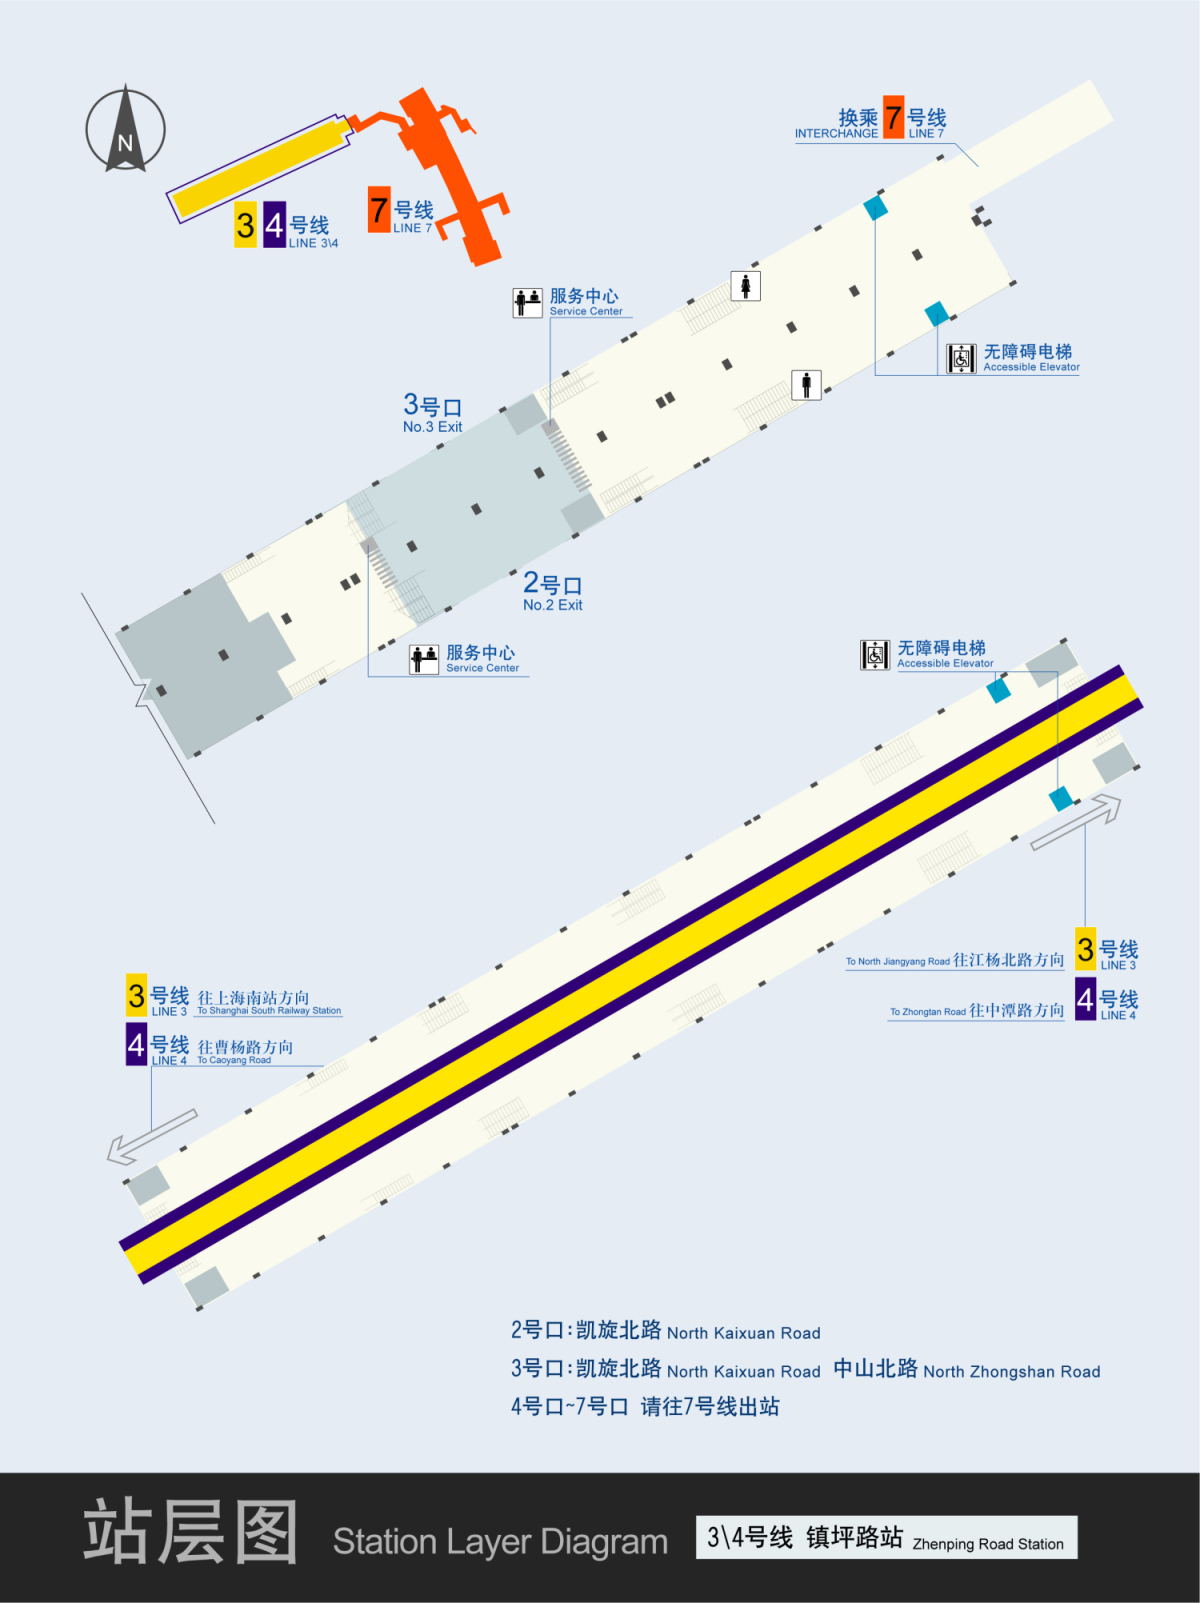 N
3 4 号线
LINE 3\4
7 号线
LINE 7
换乘 7 号线
INTERCHANGE LINE 7
服务中心
Service Center
无障碍电梯
Accessible Elevator
3号口
No.3 Exit
2号口
No.2 Exit
服务中心
Service Center
无障碍电梯
Accessible Elevator
3 号线 往上海南站方向
LINE 3 To Shanghai South Railway Station
4 号线 往曹杨路方向
LINE 4 To Caoyang Road
To North Jiangyang Road 往江杨北路方向 3 号线
LINE 3
To Zhongtan Road 往中潭路方向 4 号线
LINE 4
2号口:凯旋北路 North Kaixuan Road
3号口:凯旋北路 North Kaixuan Road 中山北路 North Zhongshan Road
4号口~7号口 请往7号线出站
站层图 Station Layer Diagram 3\4号线 镇坪路站 Zhenping Road Station